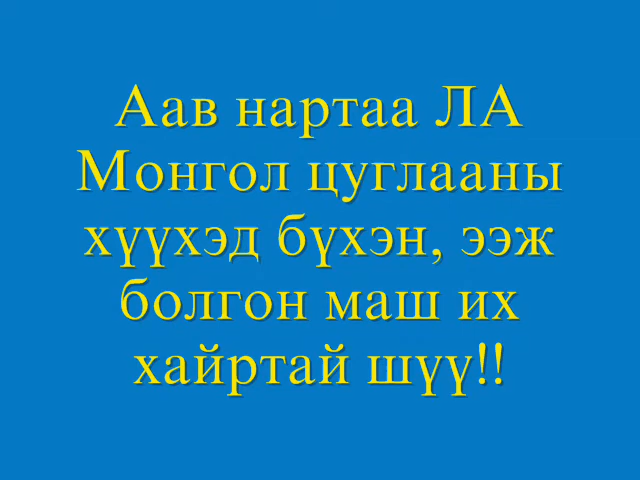 Аав нартаа ЛА
Монгол цуглааны
хүүхэд бүхэн, ээж
болгон маш их
хайртай шүү!!